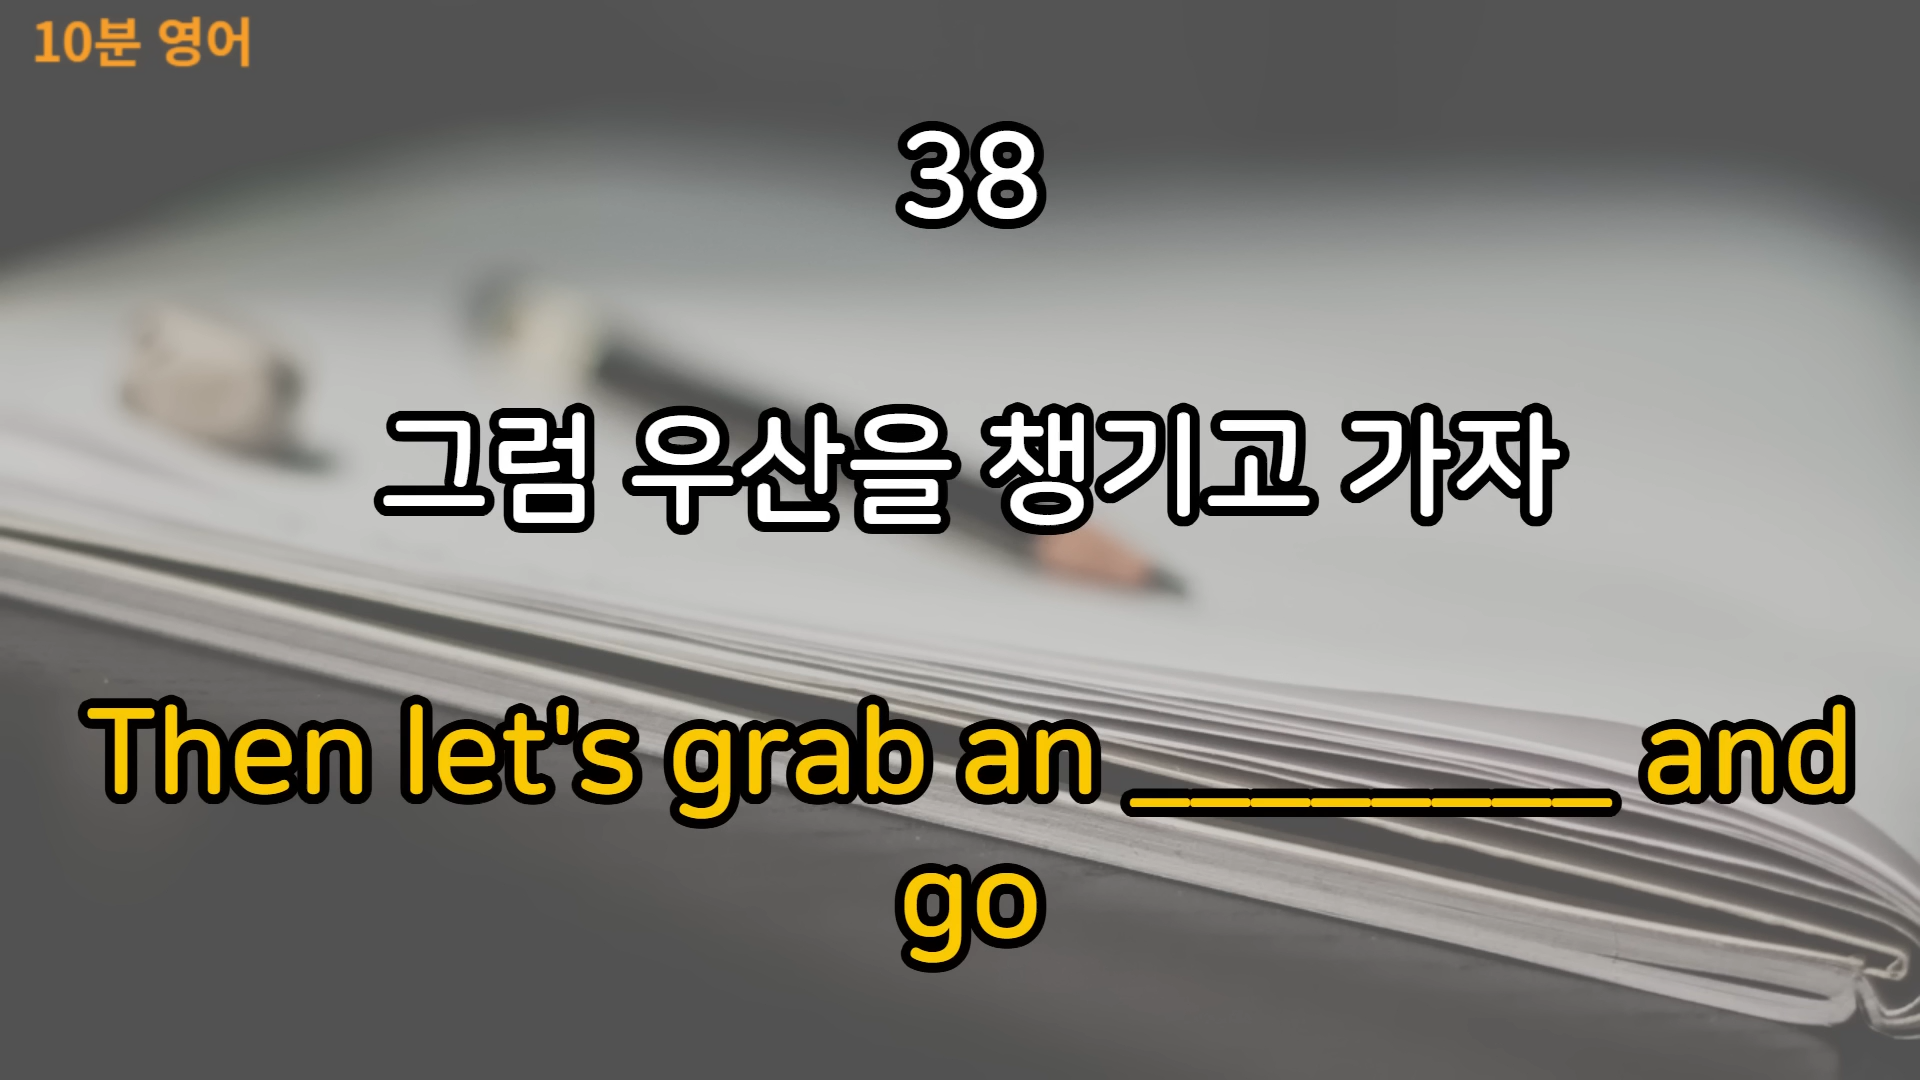 10분 영어
38
그럼 우산을 챙기고 가자
Then let's grab an ________ and
go